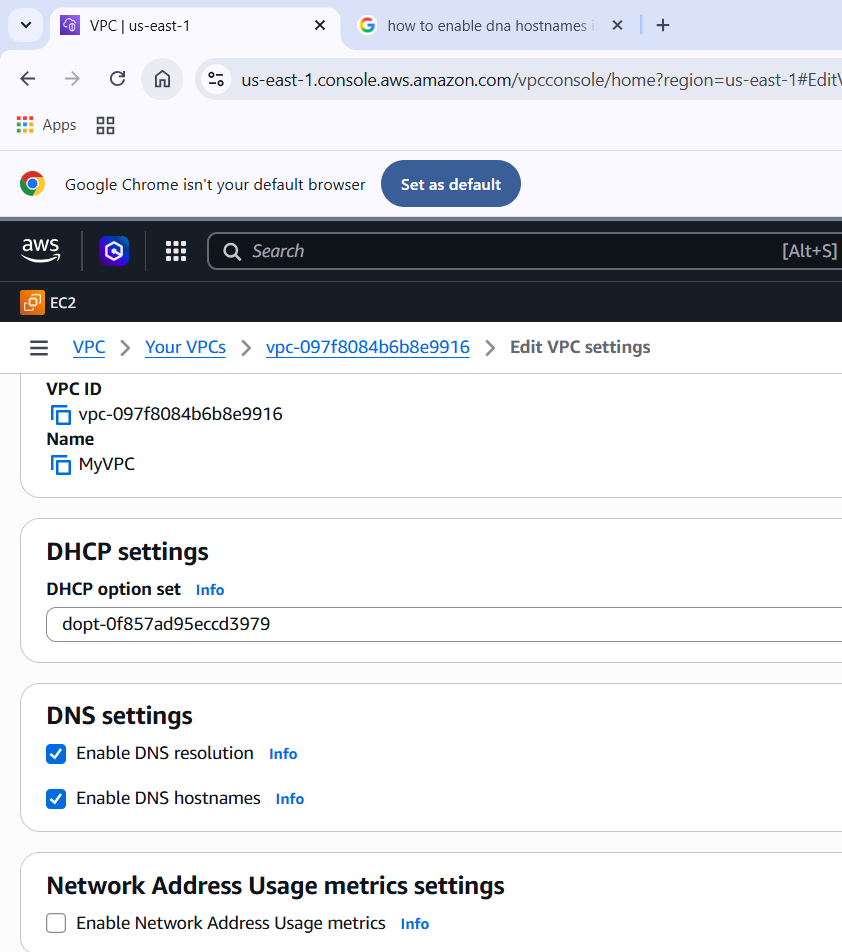 VPC | us-east-1
how to enable dna hostnames i
us-east-1.console.aws.amazon.com/vpcconsole/home?region=us-east-1#Edit
Apps
Google Chrome isn't your default browser
Set as default
aws
Search
[Alt+S]
EC2
VPC
Your VPCs
vpc-097f8084b6b8e9916
Edit VPC settings
VPC ID
vpc-097f8084b6b8e9916
Name
MyVPC
DHCP settings
DHCP option set Info
dopt-0f857ad95eccd3979
DNS settings
Enable DNS resolution Info
Enable DNS hostnames Info
Network Address Usage metrics settings
Enable Network Address Usage metrics Info